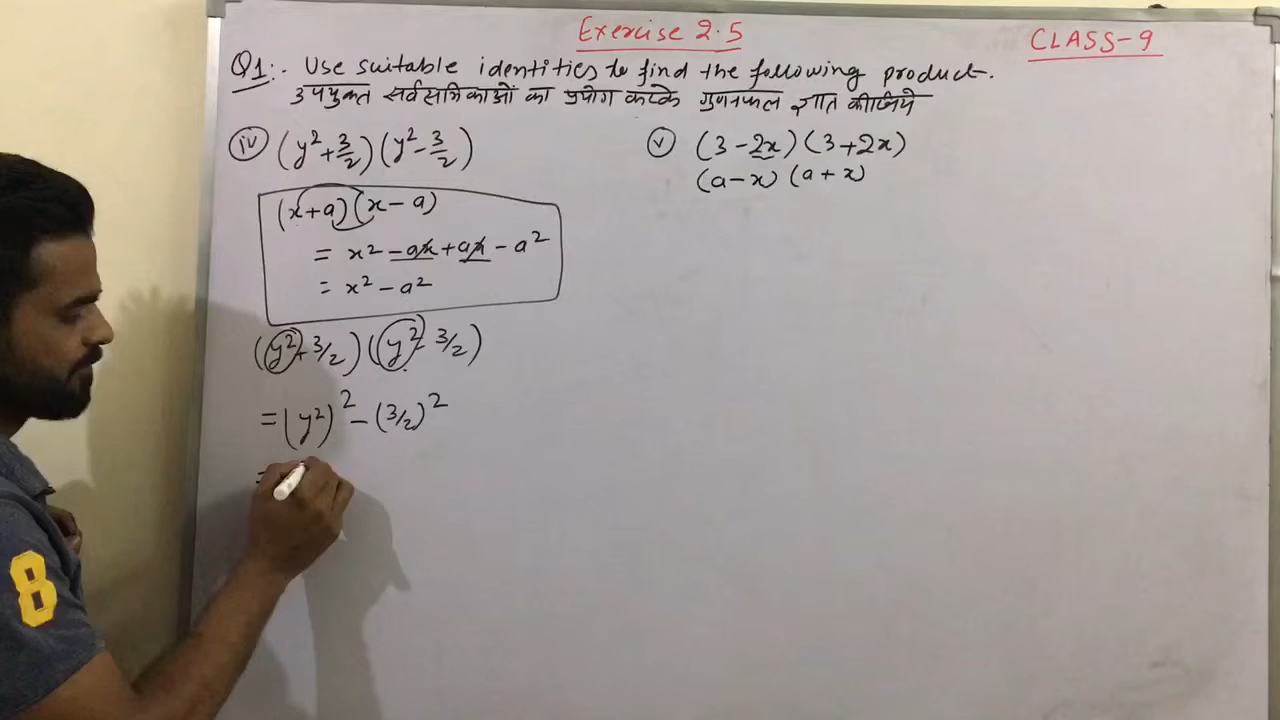 Exercise 2.5
CLASS-9
Q1:- Use suitable identities to find the following product.
उपयुक्त सर्वसमिकाओं का प्रयोग करके गुणनफल ज्ञात कीजिये
iv (y² + 3/2) (y² - 3/2)
(x+a) (x-a)
= x² - ax + ax - a²
= x² - a²
(y² + 3/2) (y² - 3/2)
= (y²)² - (3/2)²
=
v (3-2x) (3+2x)
(a-x) (a+x)
8